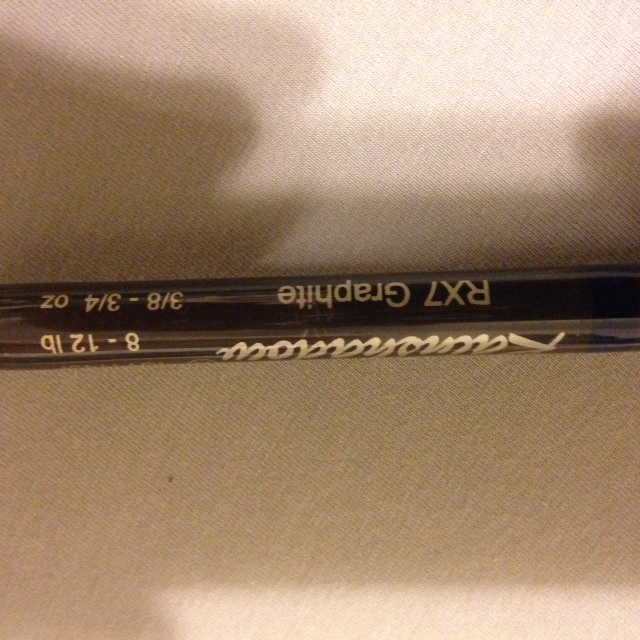 RX7 Graphite 3/8 - 3/4 oz
8 - 12 lb